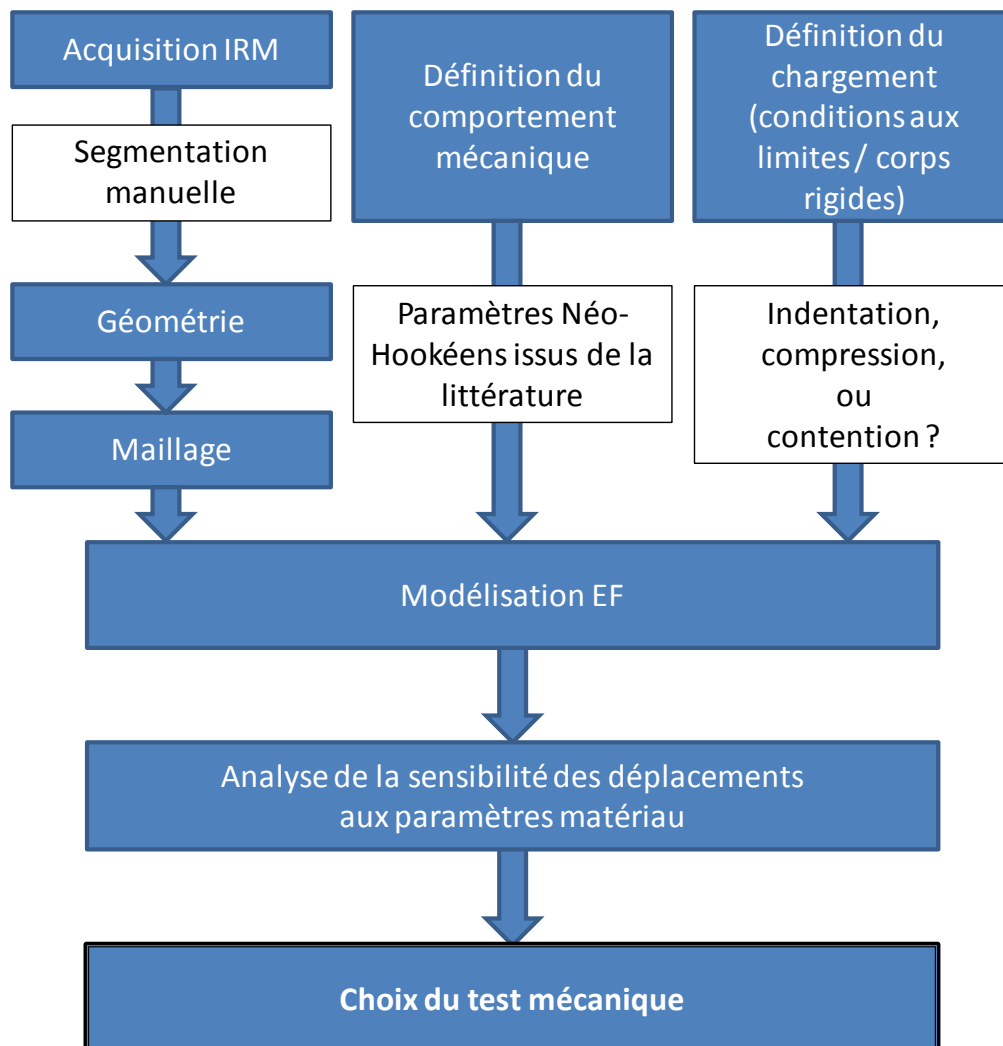 Acquisition IRM
Segmentation
manuelle
Géométrie
Maillage
Définition du
comportement
mécanique
Paramètres Néo-
Hookéens issus de la
littérature
Définition du
chargement
(conditions aux
limites / corps
rigides)
Indentation,
compression,
ou
contention ?
Modélisation EF
Analyse de la sensibilité des déplacements
aux paramètres matériau
Choix du test mécanique